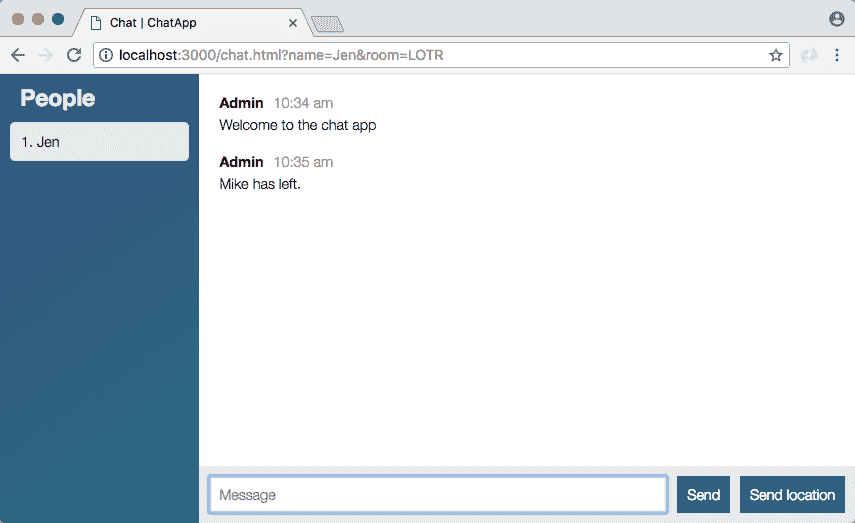 Chat | ChatApp
localhost:3000/chat.html?name=Jen&room=LOTR
People
1. Jen
Admin 10:34 am
Welcome to the chat app
Admin 10:35 am
Mike has left.
Message
Send
Send location